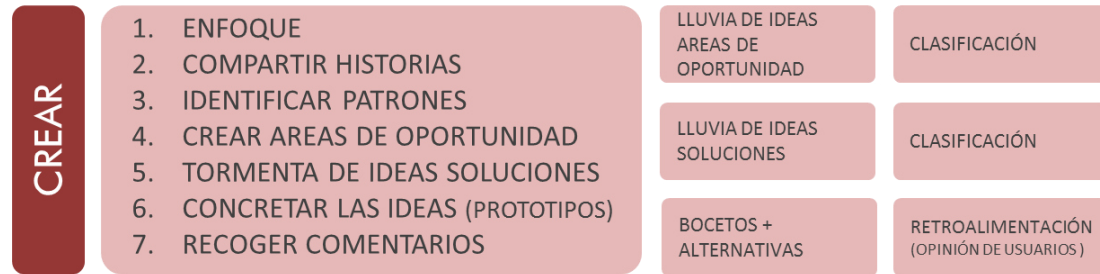 CREAR
1. ENFOQUE
2. COMPARTIR HISTORIAS
3. IDENTIFICAR PATRONES
4. CREAR AREAS DE OPORTUNIDAD
5. TORMENTA DE IDEAS SOLUCIONES
6. CONCRETAR LAS IDEAS (PROTOTIPOS)
7. RECOGER COMENTARIOS
LLUVIA DE IDEAS
AREAS DE
OPORTUNIDAD
CLASIFICACIÓN
LLUVIA DE IDEAS
SOLUCIONES
CLASIFICACIÓN
BOCETOS +
ALTERNATIVAS
RETROALIMENTACIÓN
(OPINIÓN DE USUARIOS )